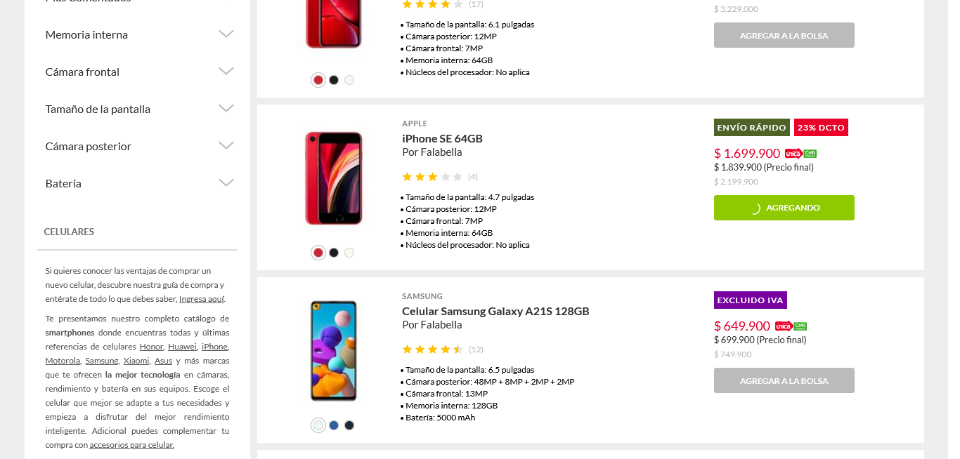 Memoria interna
Cámara frontal
Tamaño de la pantalla
Cámara posterior
Batería
CELULARES
Si quieres conocer las ventajas de comprar un
nuevo celular, descubre nuestra guía de compra y
entérate de todo lo que debes saber, Ingresa aquí.
Te presentamos nuestro completo catálogo de
smartphones donde encuentras todas y últimas
referencias de celulares Honor, Huawei, iPhone,
Motorola, Samsung, Xiaomi, Asus y más marcas
que te ofrecen la mejor tecnología en cámaras,
rendimiento y batería en sus equipos. Escoge el
celular que mejor se adapte a tus necesidades y
empieza a disfrutar del mejor rendimiento
inteligente. Adicional puedes complementar tu
compra con accesorios para celular.
(17)
• Tamaño de la pantalla: 6.1 pulgadas
• Cámara posterior: 12MP
• Cámara frontal: 7MP
• Memoria interna: 64GB
• Núcleos del procesador: No aplica
$ 3.229.000
AGREGAR A LA BOLSA
APPLE
iPhone SE 64GB
Por Falabella
(4)
• Tamaño de la pantalla: 4.7 pulgadas
• Cámara posterior: 12MP
• Cámara frontal: 7MP
• Memoria interna: 64GB
• Núcleos del procesador: No aplica
ENVÍO RÁPIDO 23% DCTO
$ 1.699.900
$ 1.839.900 (Precio final)
$ 2.199.900
AGREGANDO
SAMSUNG
Celular Samsung Galaxy A21S 128GB
Por Falabella
(12)
• Tamaño de la pantalla: 6.5 pulgadas
• Cámara posterior: 48MP + 8MP + 2MP + 2MP
• Cámara frontal: 13MP
• Memoria interna: 128GB
• Batería: 5000 mAh
EXCLUIDO IVA
$ 649.900
$ 699.900 (Precio final)
$ 749.900
AGREGAR A LA BOLSA